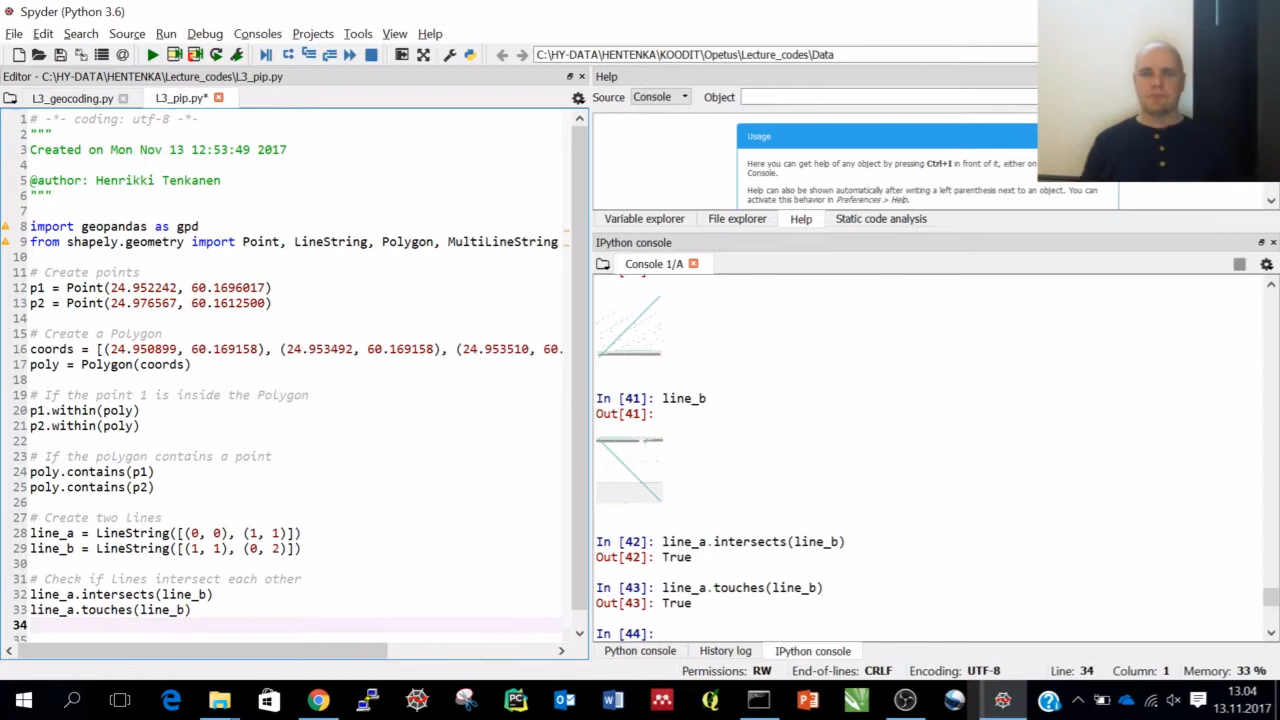 Spyder (Python 3.6)
File Edit Search Source Run Debug Consoles Projects Tools View Help
C:\HY-DATA\HENTENKA\KOODIT\Opetus\Lecture_codes\Data
Editor - C:\HY-DATA\HENTENKA\Lecture_codes\L3_pip.py
L3_geocoding.py L3_pip.py*
1 # -*- coding: utf-8 -*-
2 """
3 Created on Mon Nov 13 12:53:49 2017
4
5 @author: Henrikki Tenkanen
6 """
7
8 import geopandas as gpd
9 from shapely.geometry import Point, LineString, Polygon, MultiLineString
10
11 # Create points
12 p1 = Point(24.952242, 60.1696017)
13 p2 = Point(24.976567, 60.1612500)
14
15 # Create a Polygon
16 coords = [(24.950899, 60.169158), (24.953492, 60.169158), (24.953510, 60.
17 poly = Polygon(coords)
18
19 # If the point 1 is inside the Polygon
20 p1.within(poly)
21 p2.within(poly)
22
23 # If the polygon contains a point
24 poly.contains(p1)
25 poly.contains(p2)
26
27 # Create two lines
28 line_a = LineString([(0, 0), (1, 1)])
29 line_b = LineString([(1, 1), (0, 2)])
30
31 # Check if lines intersect each other
32 line_a.intersects(line_b)
33 line_a.touches(line_b)
34
35
Help
Source Console Object
Usage
Here you can get help of any object by pressing Ctrl+I in front of it, either on
Console.
Help can also be shown automatically after writing a left parenthesis next to an object. You can
activate this behavior in Preferences > Help.
Variable explorer File explorer Help Static code analysis
IPython console
Console 1/A
In [41]: line_b
Out[41]:
In [42]: line_a.intersects(line_b)
Out[42]: True
In [43]: line_a.touches(line_b)
Out[43]: True
In [44]:
Python console History log IPython console
Permissions: RW End-of-lines: CRLF Encoding: UTF-8 Line: 34 Column: 1 Memory: 33 %
13.04
13.11.2017